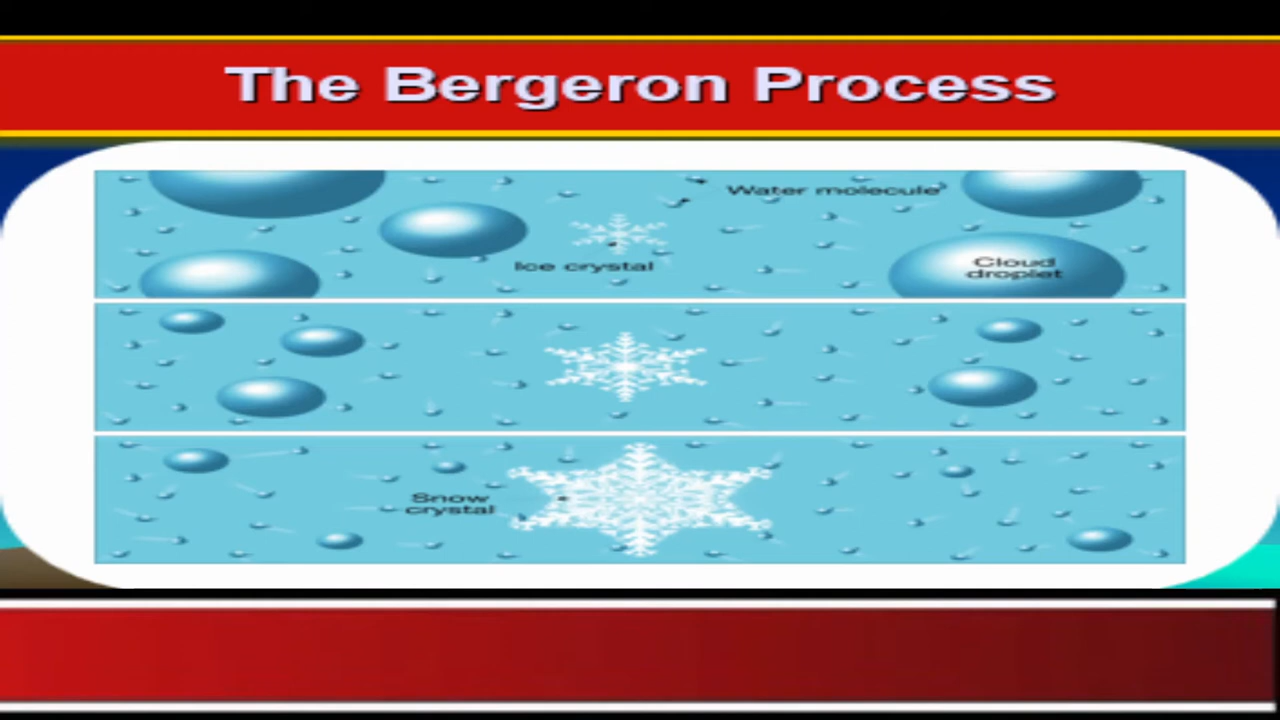 The Bergeron Process
Water molecule
Ice crystal
Cloud
droplet
Snow
crystal